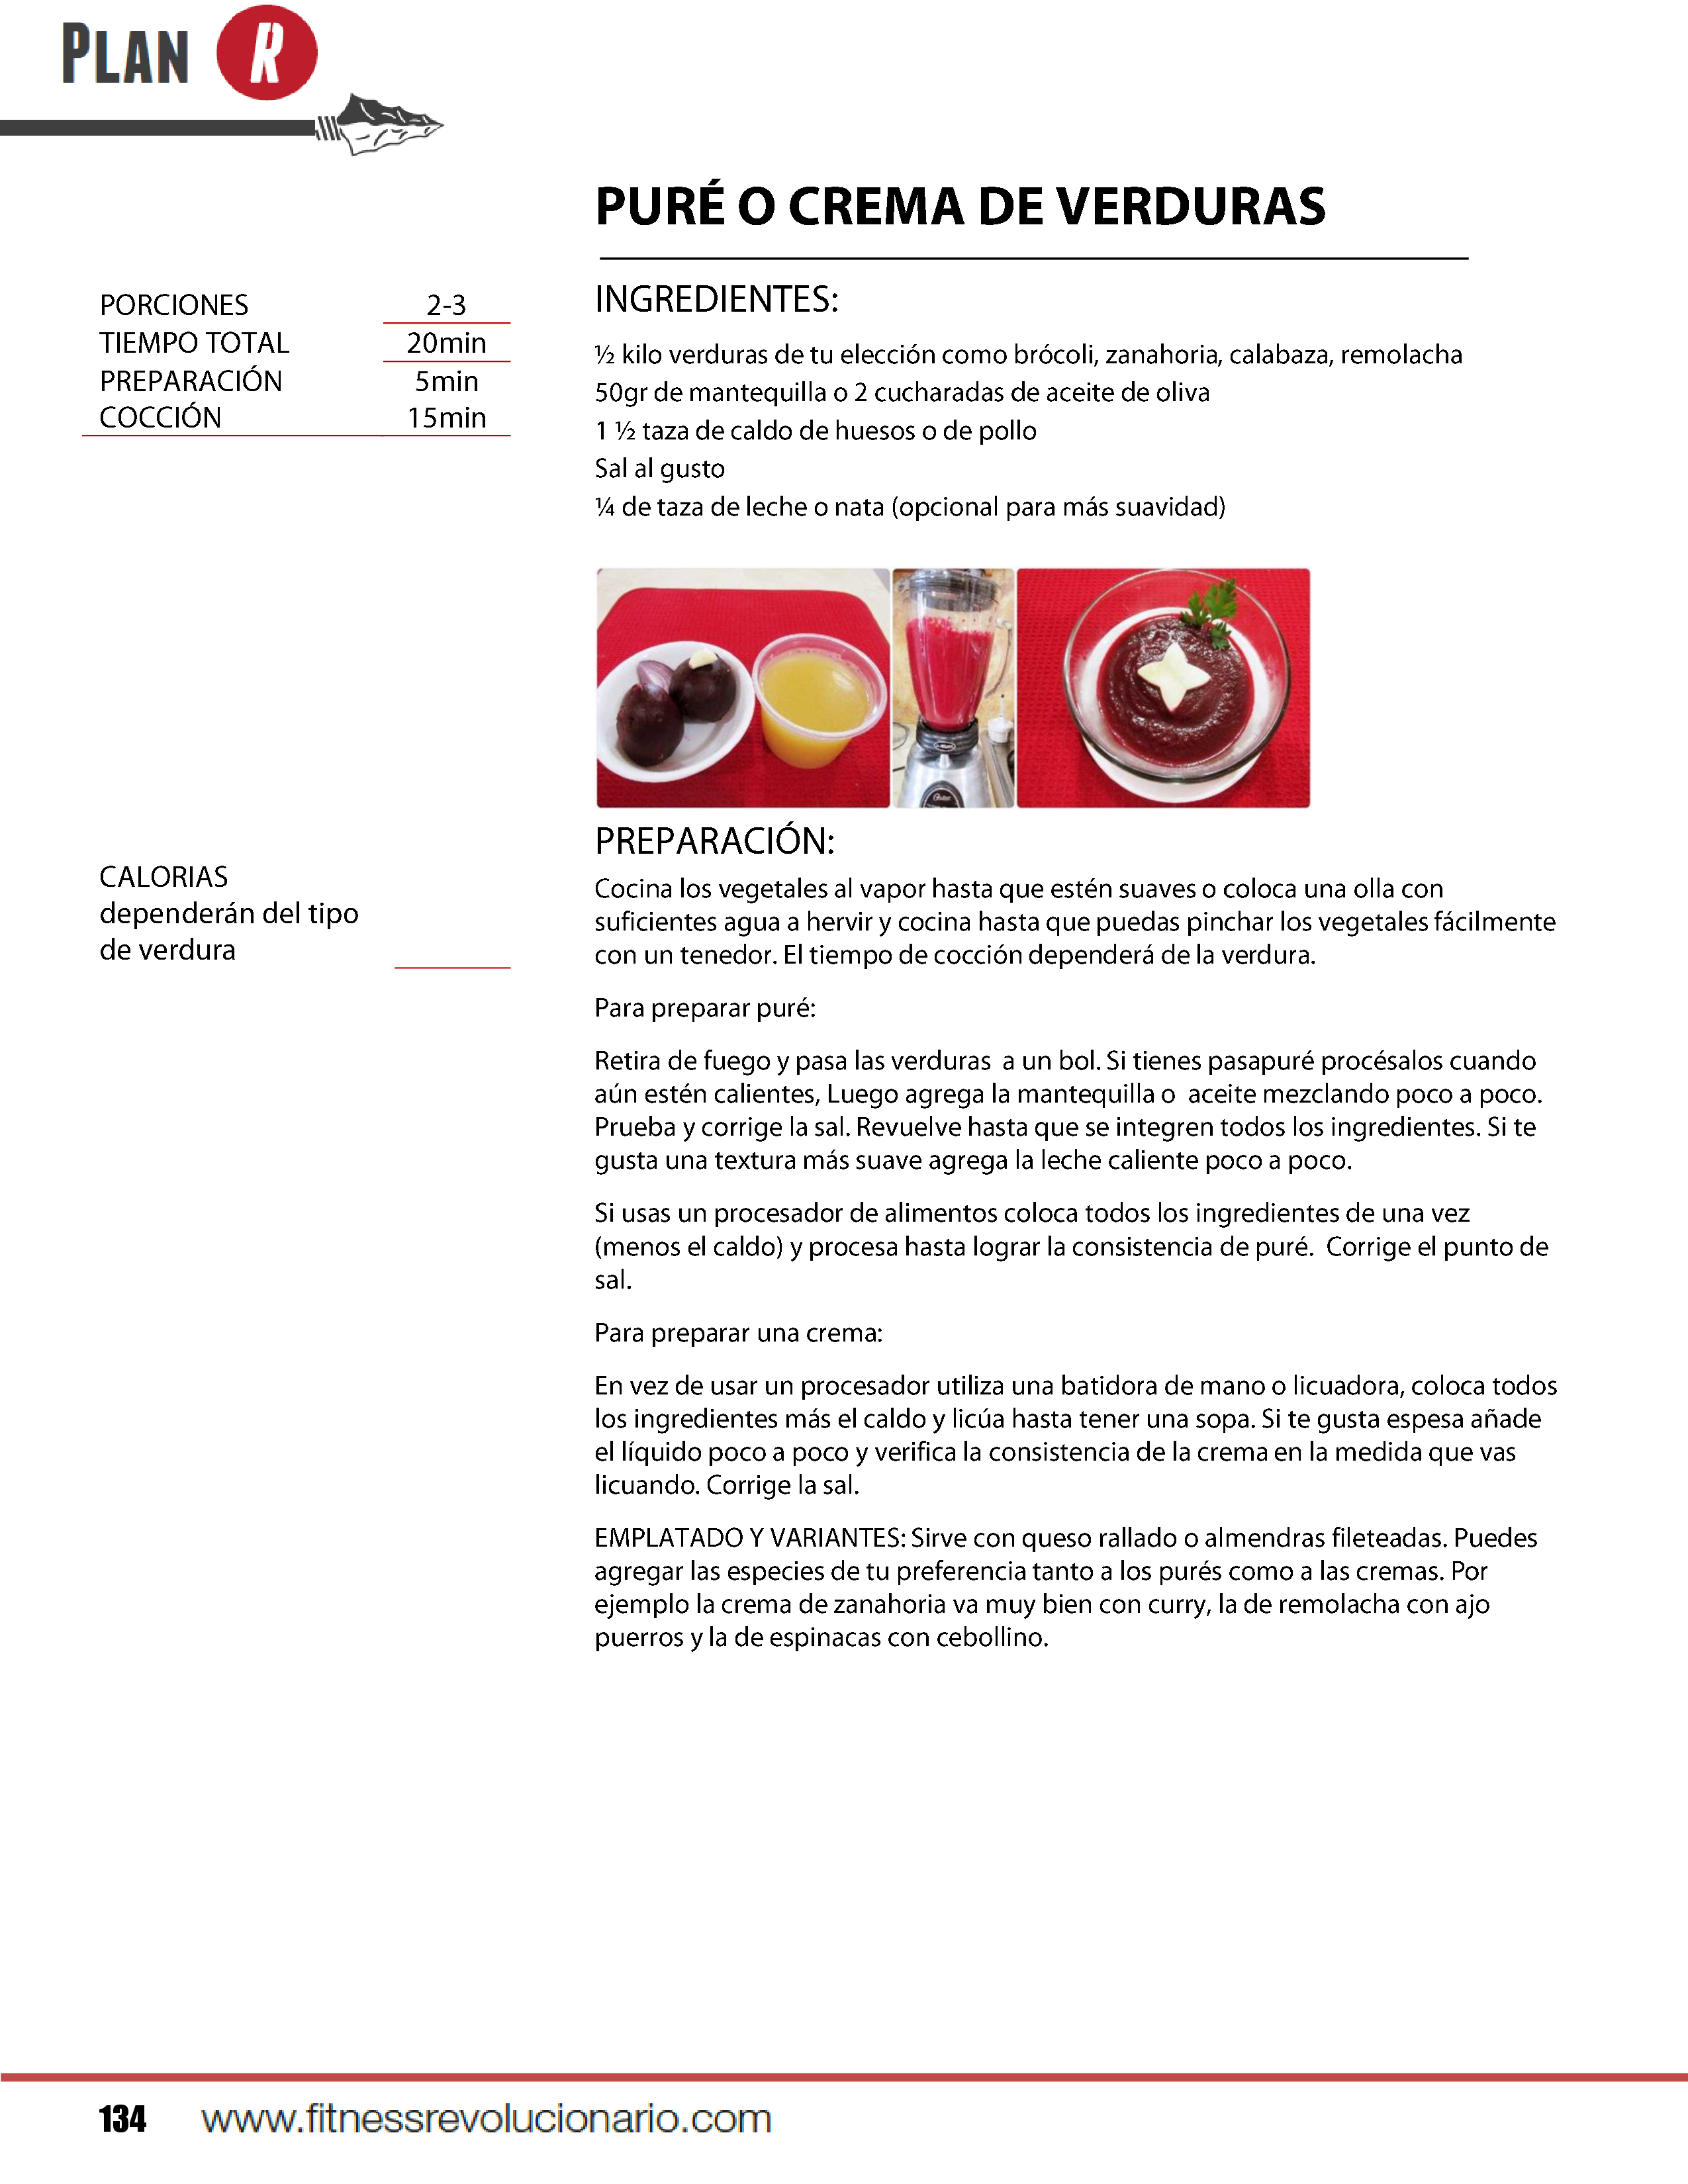 PLAN R
PURÉ O CREMA DE VERDURAS
PORCIONES 2-3
TIEMPO TOTAL 20min
PREPARACIÓN 5min
COCCIÓN 15min
INGREDIENTES:
½ kilo verduras de tu elección como brócoli, zanahoria, calabaza, remolacha
50gr de mantequilla o 2 cucharadas de aceite de oliva
1 ½ taza de caldo de huesos o de pollo
Sal al gusto
¼ de taza de leche o nata (opcional para más suavidad)
CALORIAS
dependerán del tipo
de verdura
PREPARACIÓN:
Cocina los vegetales al vapor hasta que estén suaves o coloca una olla con
suficientes agua a hervir y cocina hasta que puedas pinchar los vegetales fácilmente
con un tenedor. El tiempo de cocción dependerá de la verdura.
Para preparar puré:
Retira de fuego y pasa las verduras a un bol. Si tienes pasapuré procésalos cuando
aún estén calientes, Luego agrega la mantequilla o aceite mezclando poco a poco.
Prueba y corrige la sal. Revuelve hasta que se integren todos los ingredientes. Si te
gusta una textura más suave agrega la leche caliente poco a poco.
Si usas un procesador de alimentos coloca todos los ingredientes de una vez
(menos el caldo) y procesa hasta lograr la consistencia de puré. Corrige el punto de
sal.
Para preparar una crema:
En vez de usar un procesador utiliza una batidora de mano o licuadora, coloca todos
los ingredientes más el caldo y licúa hasta tener una sopa. Si te gusta espesa añade
el líquido poco a poco y verifica la consistencia de la crema en la medida que vas
licuando. Corrige la sal.
EMPLATADO Y VARIANTES: Sirve con queso rallado o almendras fileteadas. Puedes
agregar las especies de tu preferencia tanto a los purés como a las cremas. Por
ejemplo la crema de zanahoria va muy bien con curry, la de remolacha con ajo
puerros y la de espinacas con cebollino.
134 www.fitnessrevolucionario.com